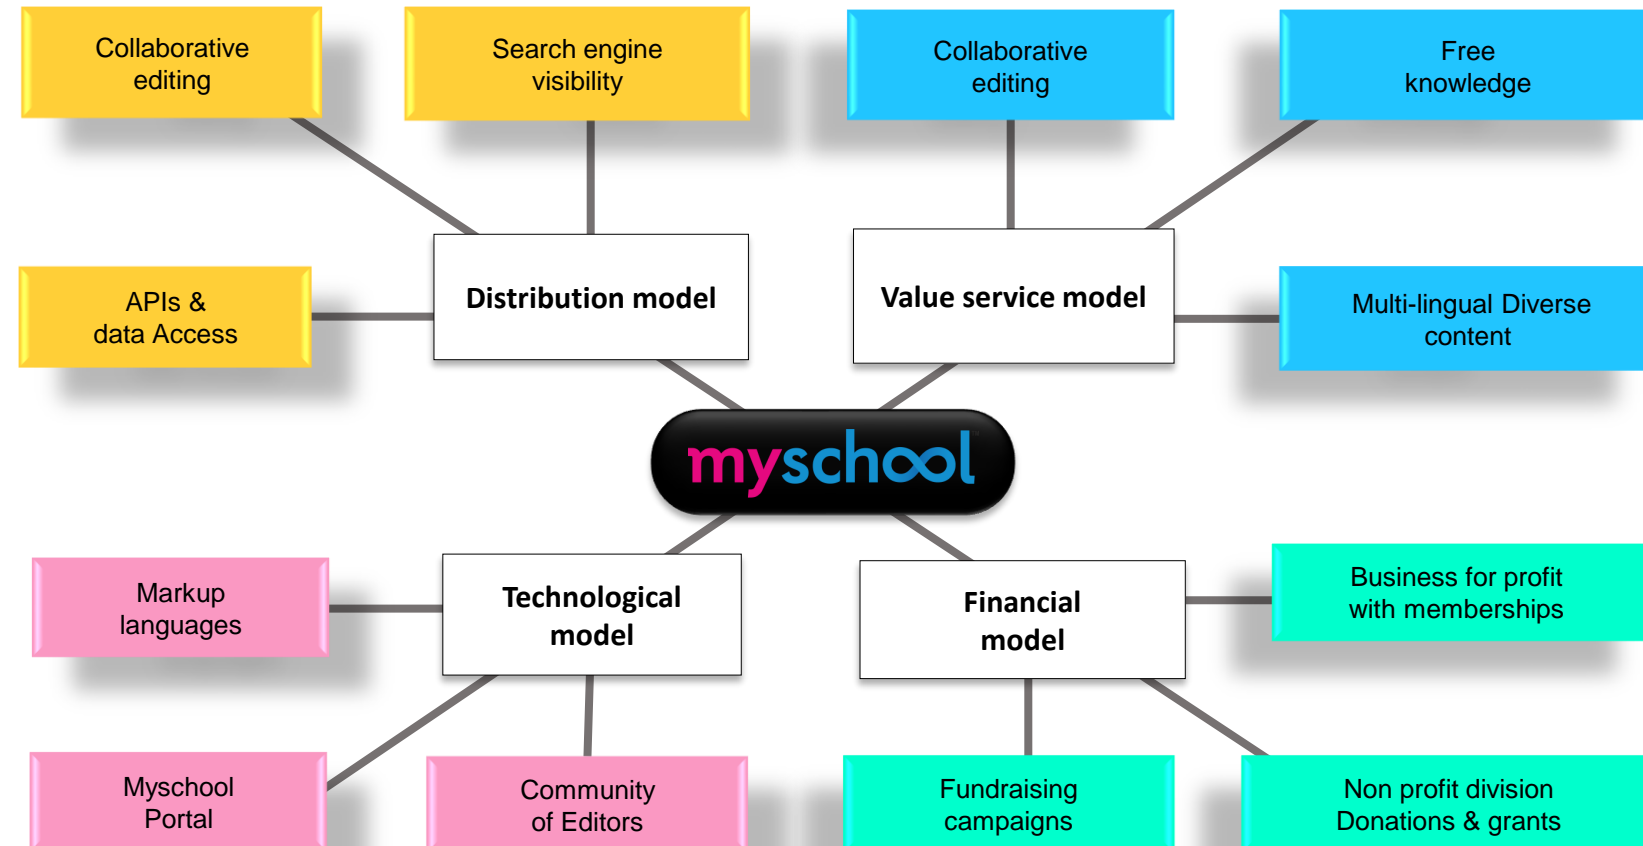 Collaborative
editing
Search engine
visibility
Collaborative
editing
Free
knowledge
APIs &
data Access
Distribution model
Value service model
Multi-lingual Diverse
content
myschool
Markup
languages
Technological
model
Financial
model
Business for profit
with memberships
Myschool
Portal
Community
of Editors
Fundraising
campaigns
Non profit division
Donations & grants